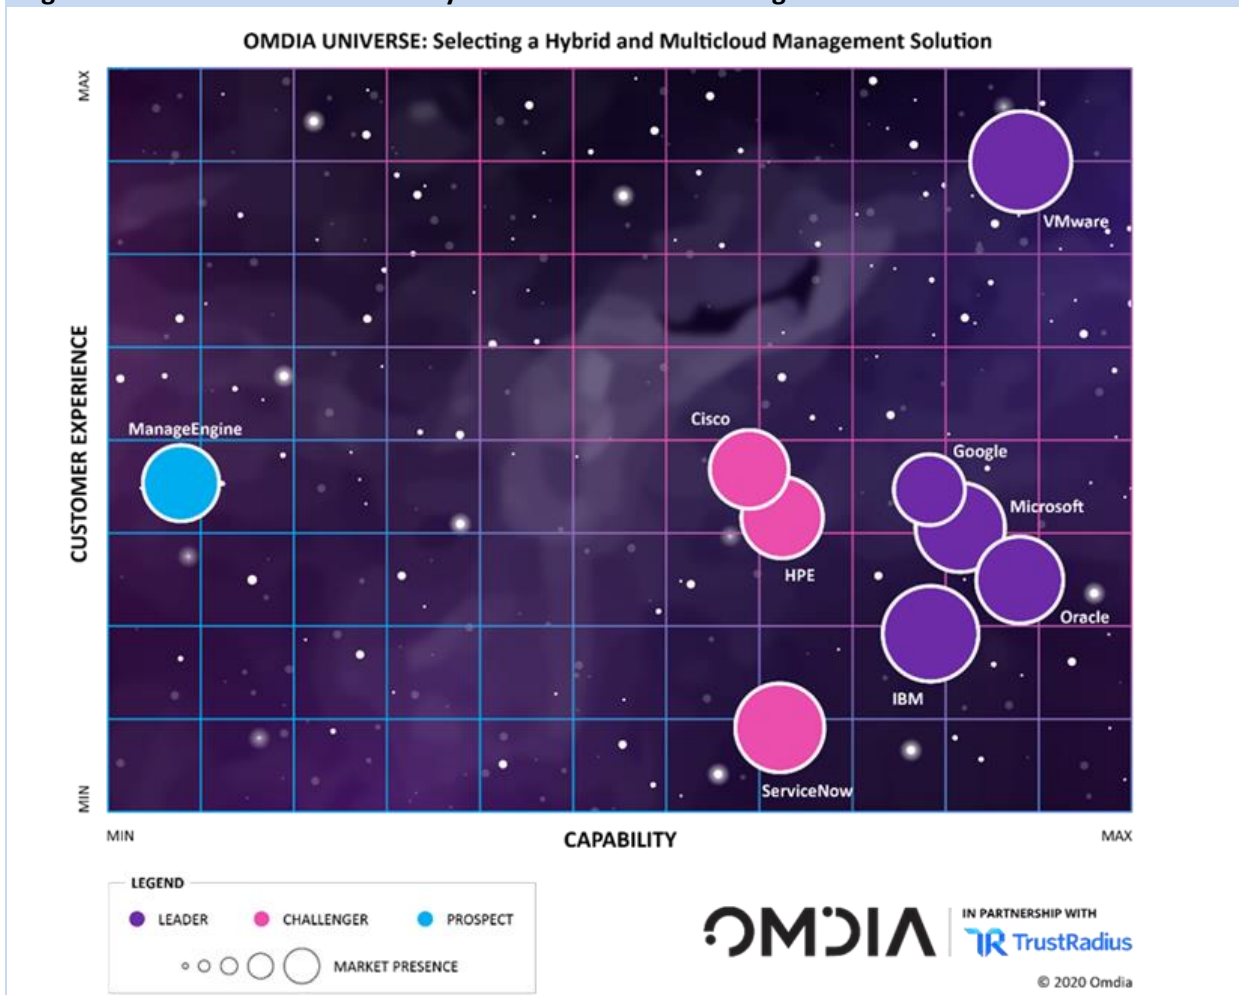 OMDIA UNIVERSE: Selecting a Hybrid and Multicloud Management Solution
MAX
CUSTOMER EXPERIENCE
MIN
VMware
ManageEngine
Cisco
Google
Microsoft
HPE
Oracle
IBM
ServiceNow
MIN
CAPABILITY
MAX
LEGEND
LEADER
CHALLENGER
PROSPECT
MARKET PRESENCE
OMDIA
IN PARTNERSHIP WITH
TR TrustRadius
© 2020 Omdia